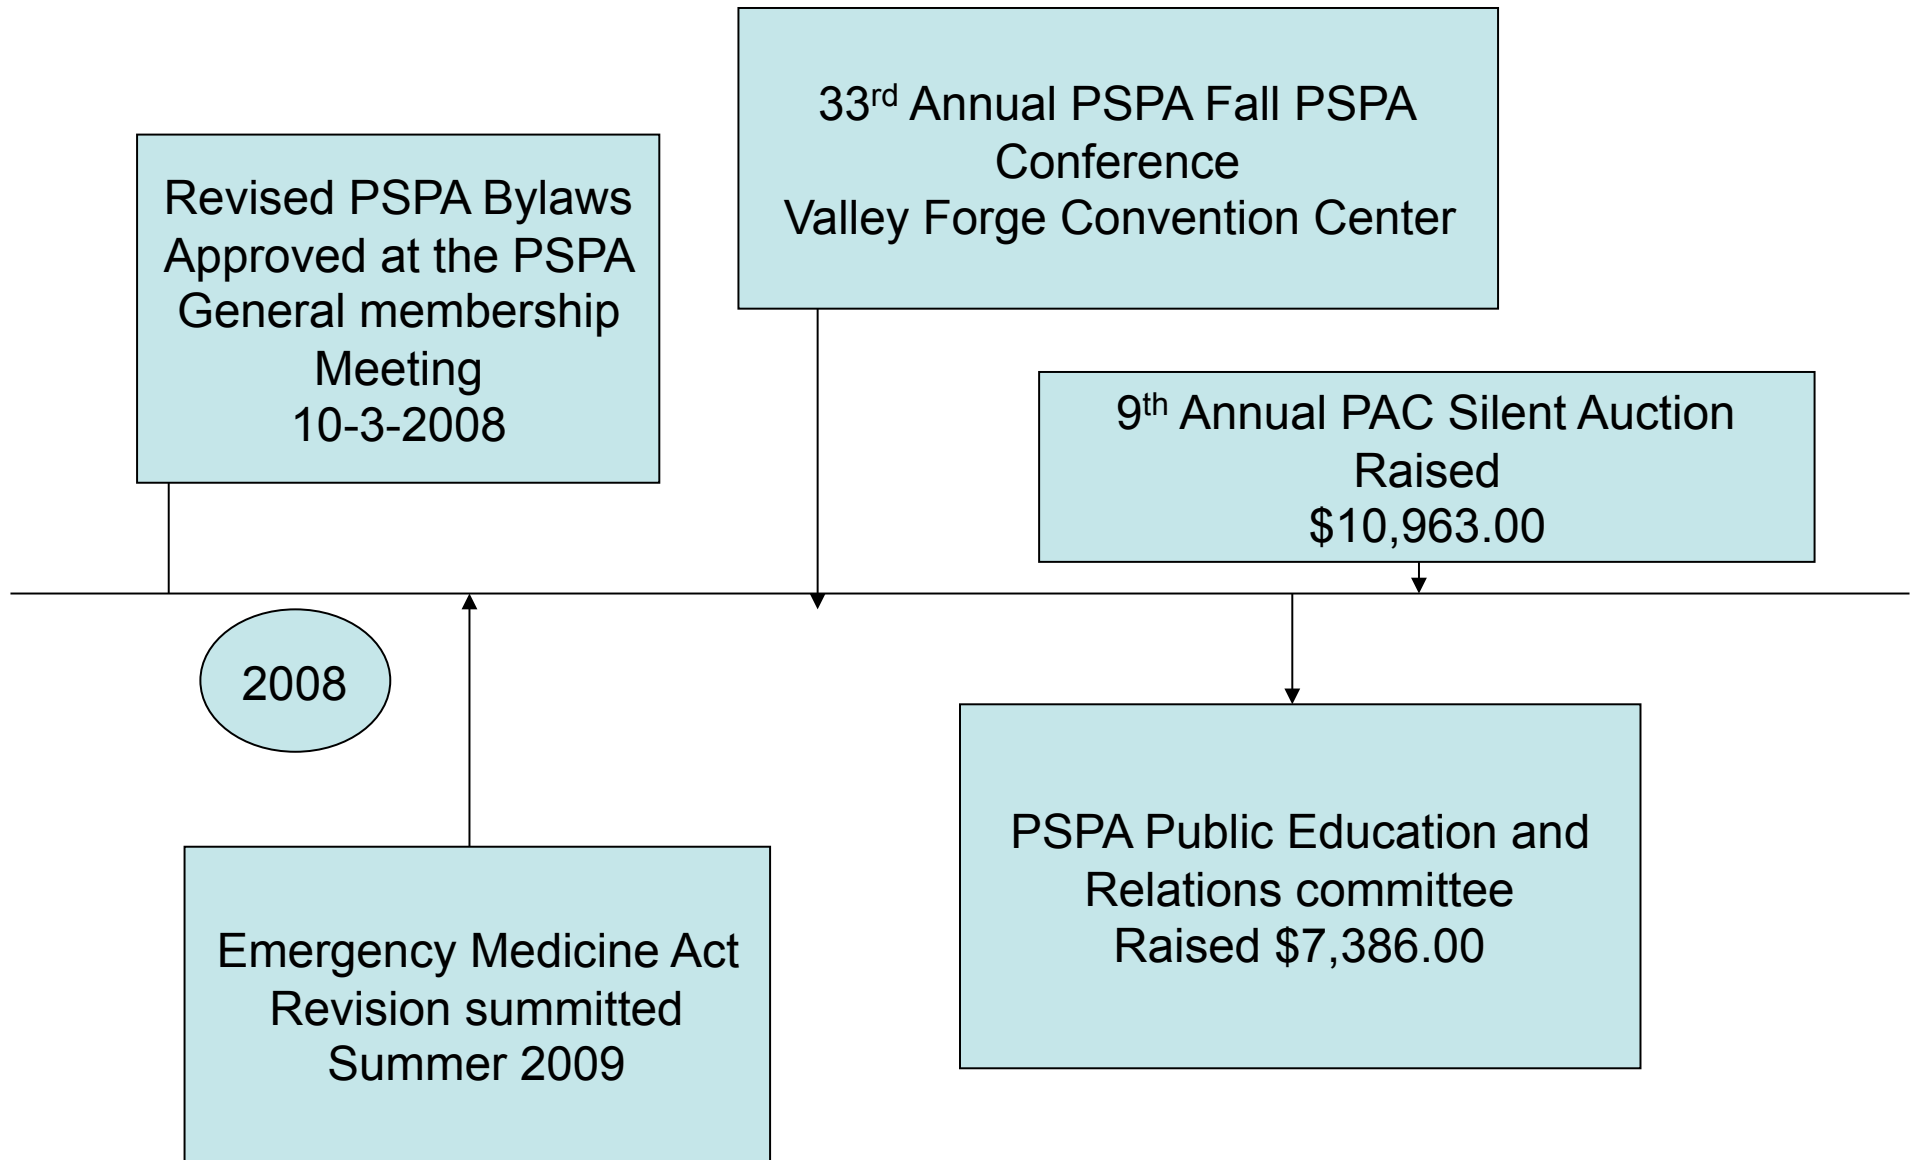 33rd Annual PSPA Fall PSPA
Conference
Valley Forge Convention Center
Revised PSPA Bylaws
Approved at the PSPA
General membership
Meeting
10-3-2008
9th Annual PAC Silent Auction
Raised
$10,963.00
2008
PSPA Public Education and
Relations committee
Raised $7,386.00
Emergency Medicine Act
Revision summitted
Summer 2009